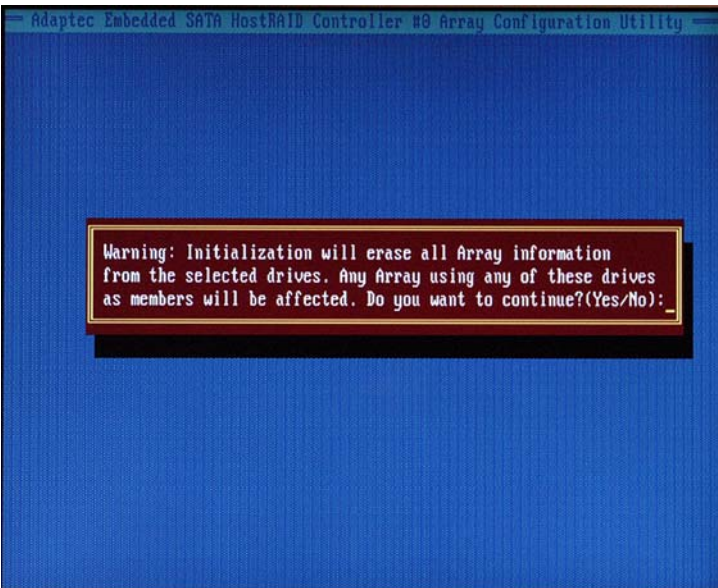 Adaptec Embedded SATA HostRAID Controller #0 Array Configuration Utility
Warning: Initialization will erase all Array information
from the selected drives. Any Array using any of these drives
as members will be affected. Do you want to continue?(Yes/No):_